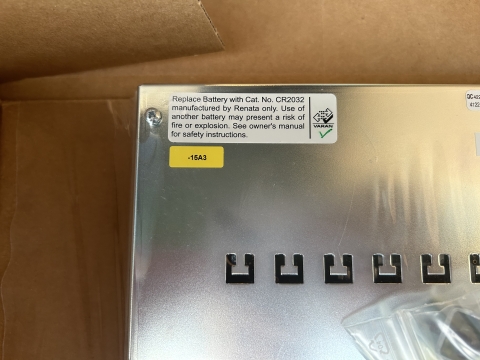 Replace Battery with Cat. No. CR2032
manufactured by Renata only. Use of
another battery may present a risk of
fire or explosion. See owner's manual
for safety instructions.
VARAN
-15A3